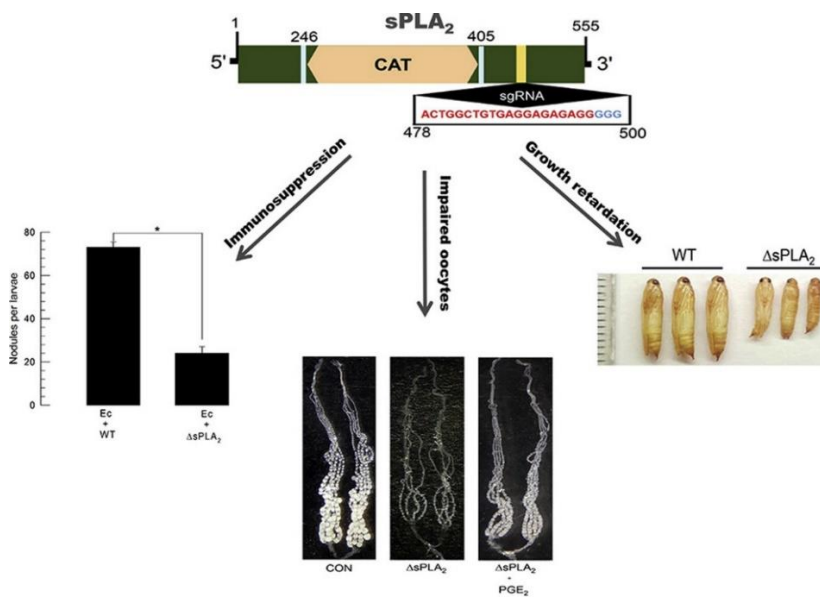 sPLA₂
1 246 405 555
5' CAT 3'
sgRNA
ACTGGCTGTGAGGAGAGAGGGGG
478 500
Immunosuppression
Impaired oocytes
Growth retardation
80
60
40
20
0
Nodules per larvae
*
Ec
+
WT
Ec
+
ΔsPLA₂
CON
ΔsPLA₂
ΔsPLA₂
+
PGE₂
WT ΔsPLA₂